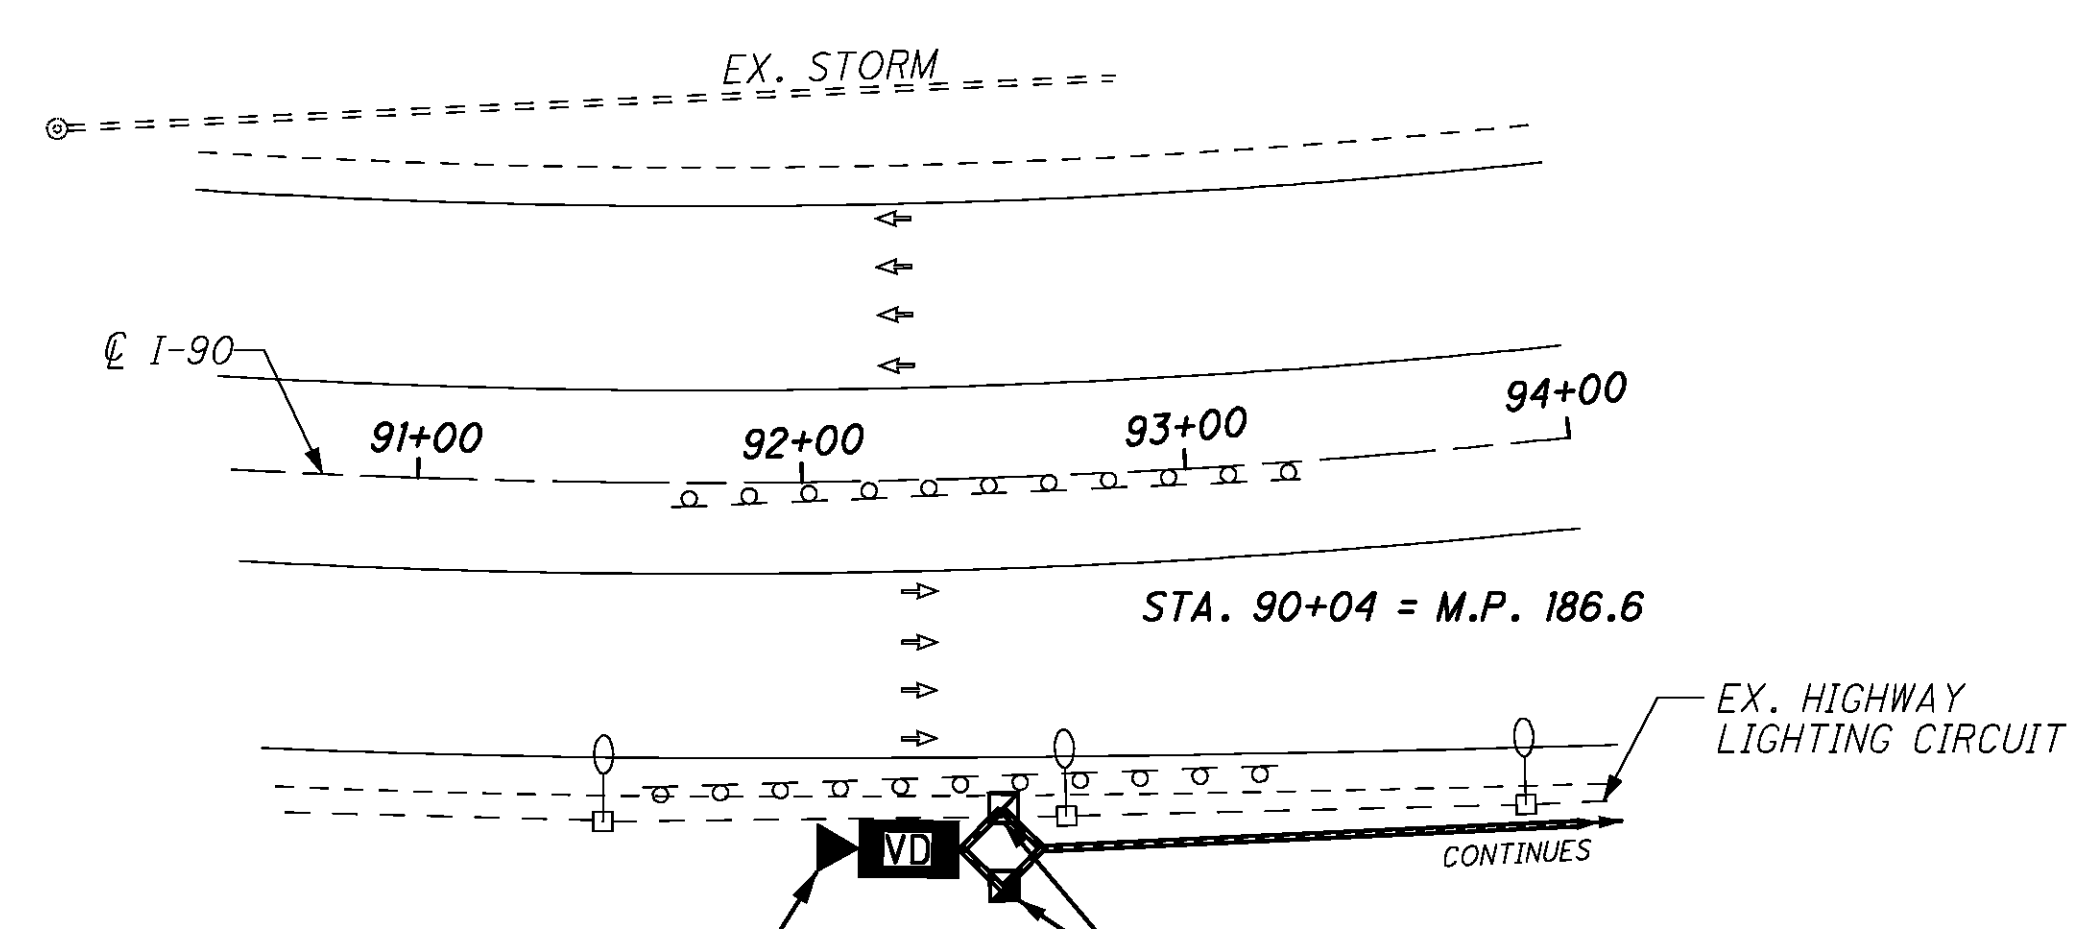 EX. STORM
℄ I-90
91+00
92+00
93+00
94+00
STA. 90+04 = M.P. 186.6
EX. HIGHWAY
LIGHTING CIRCUIT
VD
CONTINUES